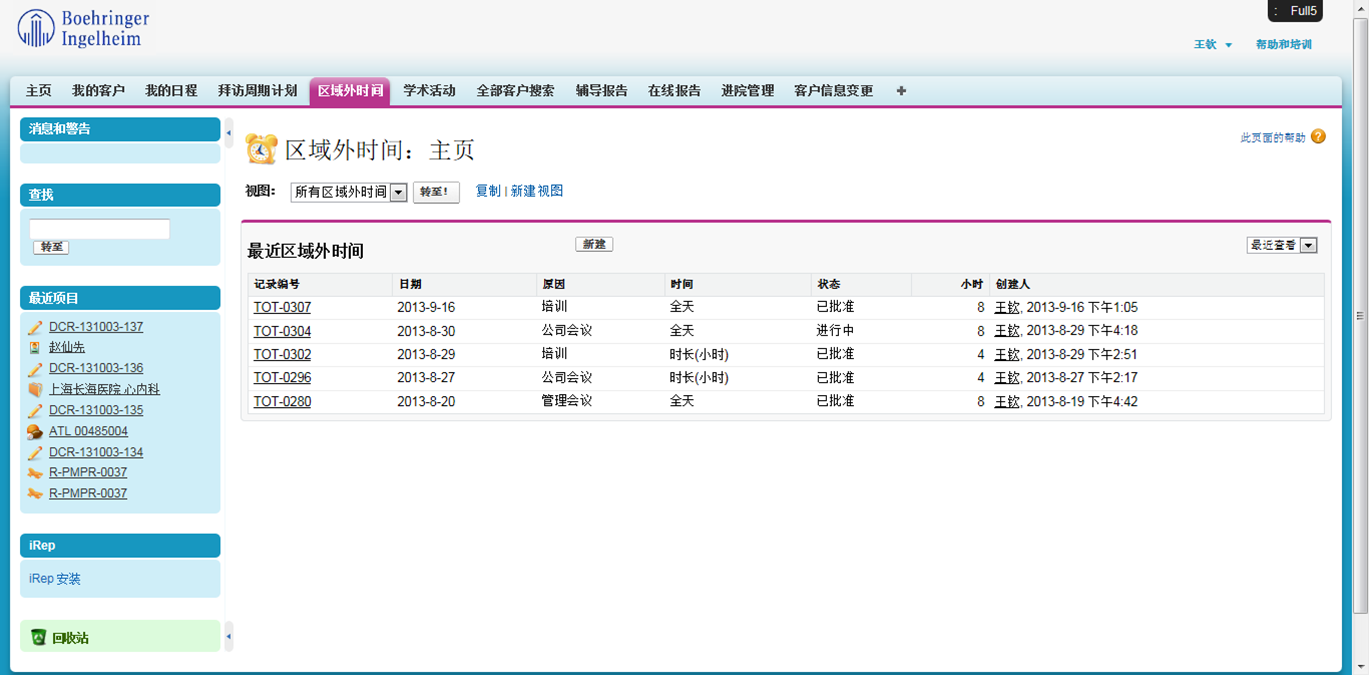 Boehringer
Ingelheim
: Full5
王钦 帮助和培训
主页 我的客户 我的日程 拜访周期计划 区域外时间 学术活动 全部客户搜索 辅导报告 在线报告 进院管理 客户信息变更 +
消息和警告
查找
转至
最近项目
DCR-131003-137
赵仙先
DCR-131003-136
上海长海医院 心内科
DCR-131003-135
ATL 00485004
DCR-131003-134
R-PMPR-0037
R-PMPR-0037
iRep
iRep 安装
回收站
区域外时间：主页
此页面的帮助 ?
视图： 所有区域外时间 转至! 复制 | 新建视图
最近区域外时间 新建 最近查看
记录编号 日期 原因 时间 状态 小时 创建人
TOT-0307 2013-9-16 培训 全天 已批准 8 王钦, 2013-9-16 下午1:05
TOT-0304 2013-8-30 公司会议 全天 进行中 8 王钦, 2013-8-29 下午4:18
TOT-0302 2013-8-29 培训 时长(小时) 已批准 4 王钦, 2013-8-29 下午2:51
TOT-0296 2013-8-27 公司会议 时长(小时) 已批准 4 王钦, 2013-8-27 下午2:17
TOT-0280 2013-8-20 管理会议 全天 已批准 8 王钦, 2013-8-19 下午4:42